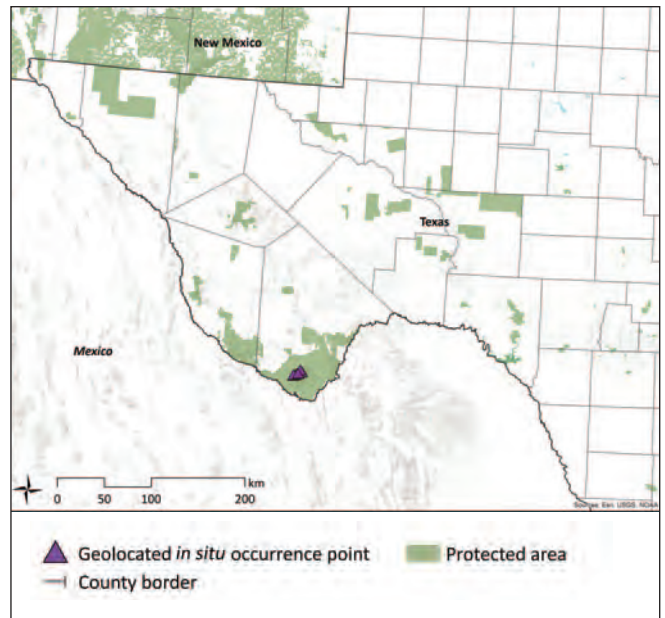 New Mexico
Texas
Mexico
km
0 50 100 200
Sources: Esri, USGS, NOAA
Geolocated in situ occurrence point
Protected area
County border